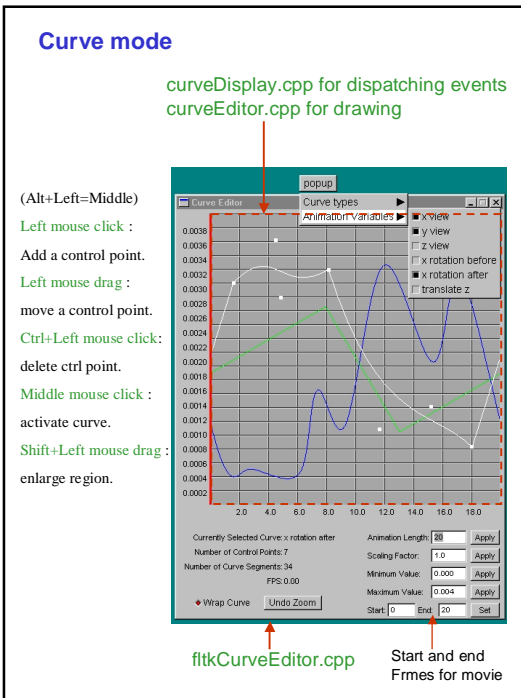 Curve mode
curveDisplay.cpp for dispatching events
curveEditor.cpp for drawing
(Alt+Left=Middle)
Left mouse click :
Add a control point.
Left mouse drag :
move a control point.
Ctrl+Left mouse click:
delete ctrl point.
Middle mouse click :
activate curve.
Shift+Left mouse drag :
enlarge region.
popup
Curve Editor
Curve types
Animation Variables
x view
y view
z view
x rotation before
x rotation after
translate z
0.0038
0.0036
0.0034
0.0032
0.0030
0.0028
0.0026
0.0024
0.0022
0.0020
0.0018
0.0016
0.0014
0.0012
0.0010
0.0008
0.0006
0.0004
0.0002
2.0 4.0 6.0 8.0 10.0 12.0 14.0 16.0 18.0
Currently Selected Curve: x rotation after
Number of Control Points: 7
Number of Curve Segments: 34
FPS: 0.00
Wrap Curve Undo Zoom
Animation Length: 20 Apply
Scaling Factor: 1.0 Apply
Minimum Value: 0.000 Apply
Maximum Value: 0.004 Apply
Start: 0 End: 20 Set
fltkCurveEditor.cpp
Start and end
Frmes for movie